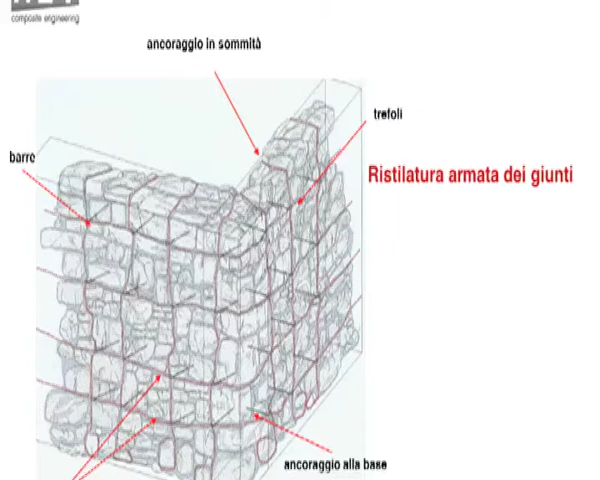 composite engineering
ancoraggio in sommità
trefoli
barre
Ristilatura armata dei giunti
ancoraggio alla base